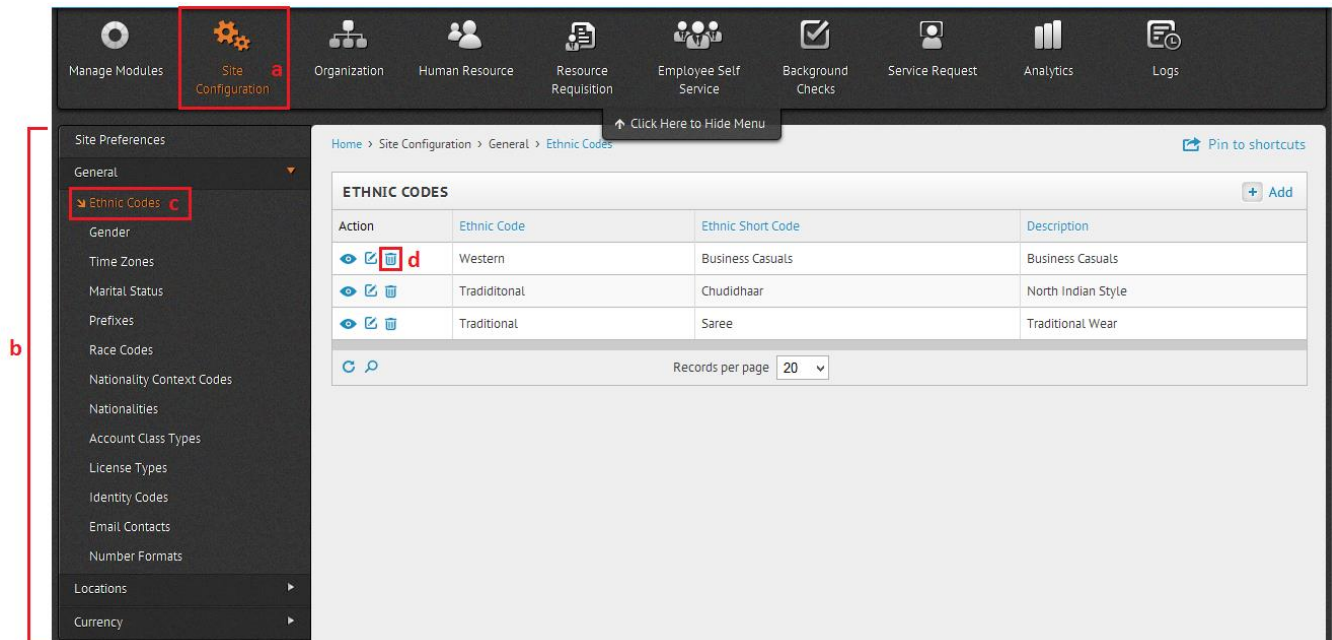 Manage Modules
Site
Configuration
a
Organization
Human Resource
Resource
Requisition
Employee Self
Service
Background
Checks
Service Request
Analytics
Logs
Click Here to Hide Menu
b
Site Preferences
General
Ethnic Codes c
Gender
Time Zones
Marital Status
Prefixes
Race Codes
Nationality Context Codes
Nationalities
Account Class Types
License Types
Identity Codes
Email Contacts
Number Formats
Locations
Currency
Home > Site Configuration > General > Ethnic Codes
Pin to shortcuts
ETHNIC CODES
+ Add
Action Ethnic Code Ethnic Short Code Description
d Western Business Casuals Business Casuals
Tradiditonal Chudidhaar North Indian Style
Traditional Saree Traditional Wear
Records per page 20